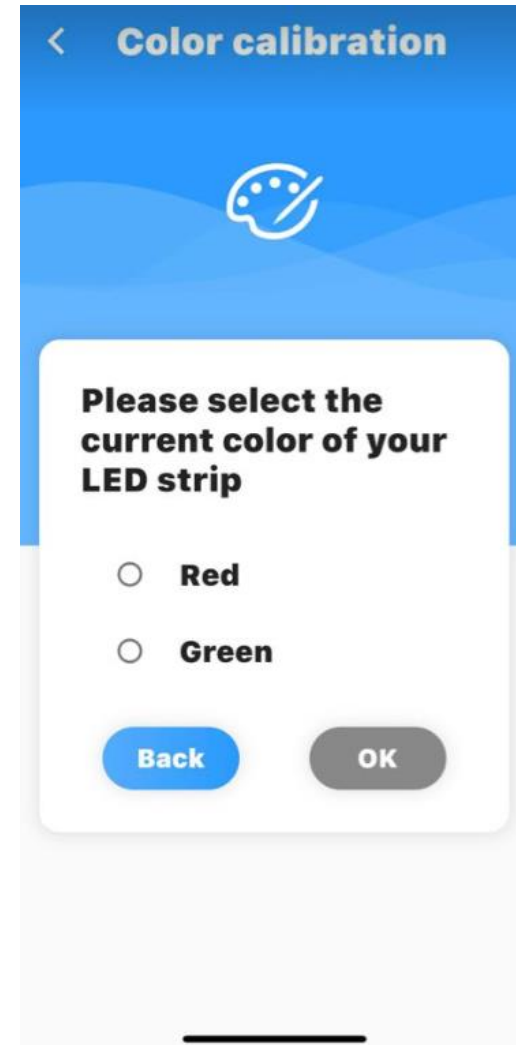 Color calibration
Please select the
current color of your
LED strip
Red
Green
Back OK